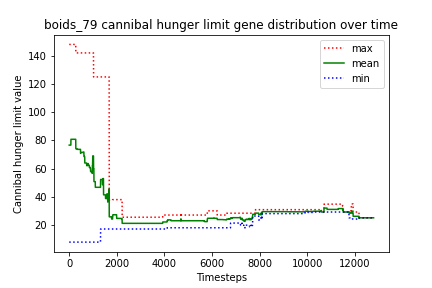 boids_79 cannibal hunger limit gene distribution over time
Cannibal hunger limit value
140
120
100
80
60
40
20
max
mean
min
0
2000
4000
6000
8000
10000
12000
Timesteps